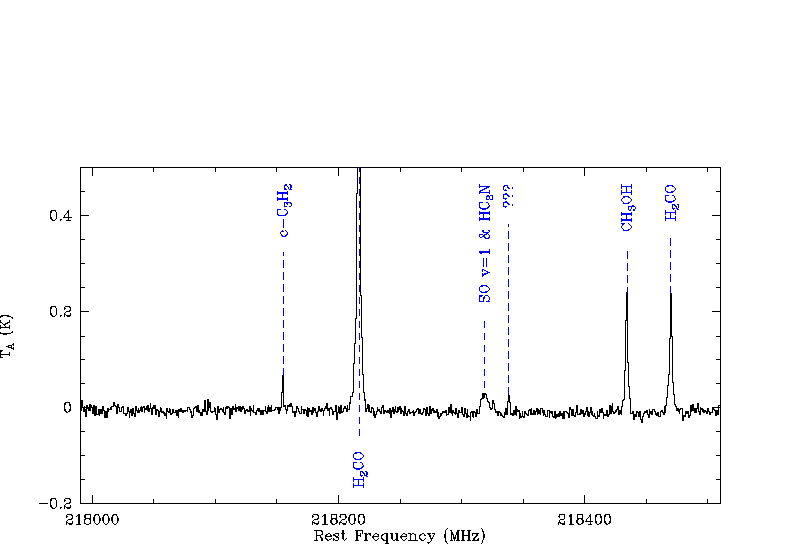 c-C3H2
H2CO
SO v=1 & HC3N
???
CH3OH
H2CO
0.4
0.2
0
-0.2
TA (K)
218000
218200
218400
Rest Frequency (MHz)